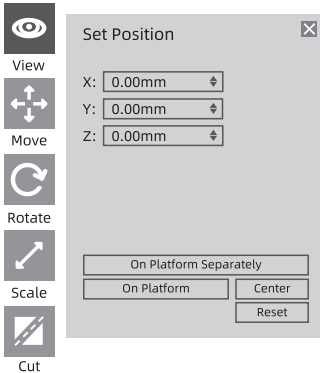 View
Move
Rotate
Scale
Cut
Set Position
X: 0.00mm
Y: 0.00mm
Z: 0.00mm
On Platform Separately
On Platform Center
Reset